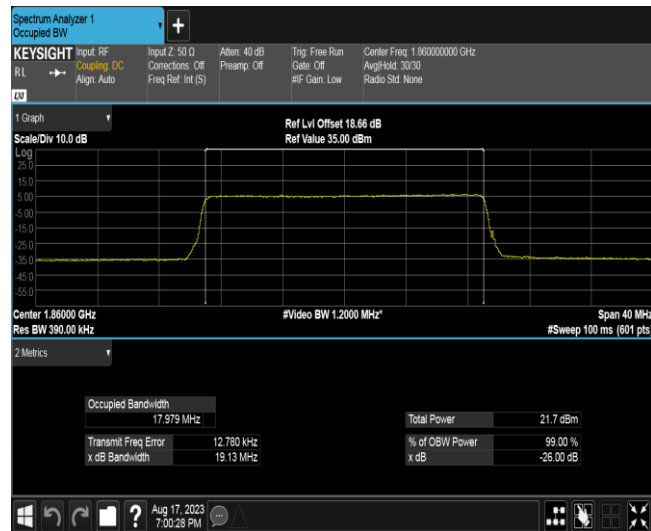 Spectrum Analyzer 1
Occupied BW
KEYSIGHT Input: RF Input Z: 50 Ω Atten: 40 dB Trig: Free Run Center Freq: 1.860000000 GHz
RL Coupling: DC Corrections: Off Preamp: Off Gate: Off Avg|Hold: 30/30
Align: Auto Freq Ref: Int (S) #IF Gain: Low Radio Std: None
LXI
1 Graph
Ref Lvl Offset 18.66 dB
Scale/Div 10.0 dB Ref Value 35.00 dBm
Log
25.0
15.0
5.00
-5.00
-15.0
-25.0
-35.0
-45.0
-55.0
Center 1.86000 GHz #Video BW 1.2000 MHz* Span 40 MHz
Res BW 390.00 kHz #Sweep 100 ms (601 pts)
2 Metrics
Occupied Bandwidth
17.979 MHz Total Power 21.7 dBm
Transmit Freq Error 12.780 kHz % of OBW Power 99.00 %
x dB Bandwidth 19.13 MHz x dB -26.00 dB
? Aug 17, 2023
7:00:28 PM